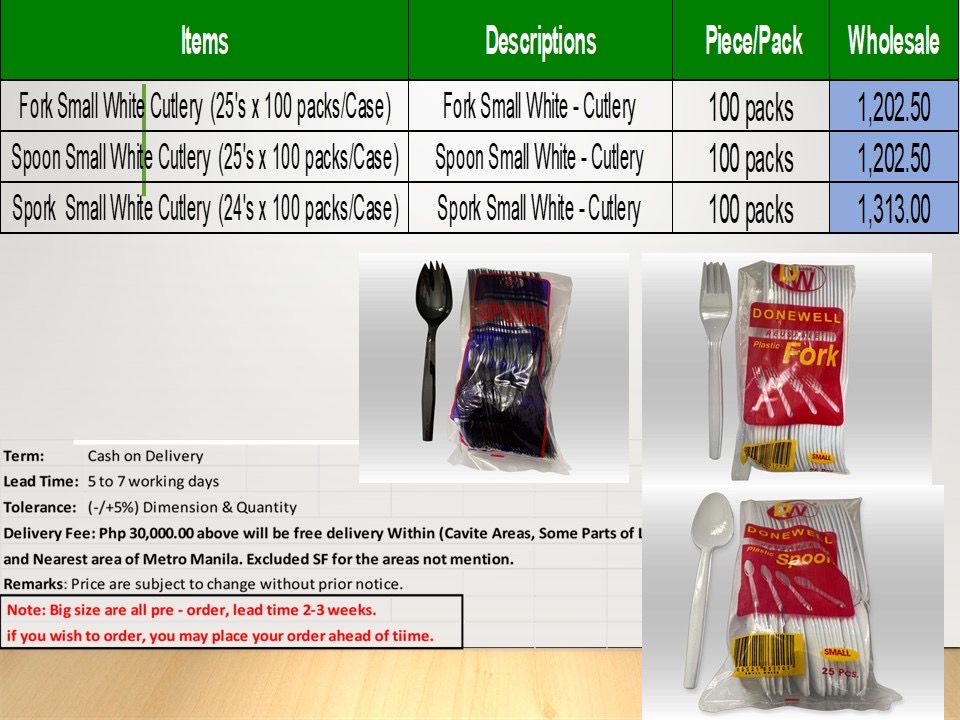 Items Descriptions Piece/Pack Wholesale
Fork Small White Cutlery (25's x 100 packs/Case) Fork Small White - Cutlery 100 packs 1,202.50
Spoon Small White Cutlery (25's x 100 packs/Case) Spoon Small White - Cutlery 100 packs 1,202.50
Spork Small White Cutlery (24's x 100 packs/Case) Spork Small White - Cutlery 100 packs 1,313.00
DW
DONEWELL
Plastic Fork
SMALL
Term: Cash on Delivery
Lead Time: 5 to 7 working days
Tolerance: (-/+5%) Dimension & Quantity
Delivery Fee: Php 30,000.00 above will be free delivery Within (Cavite Areas, Some Parts of L
and Nearest area of Metro Manila. Excluded SF for the areas not mention.
Remarks: Price are subject to change without prior notice.
Note: Big size are all pre - order, lead time 2-3 weeks.
if you wish to order, you may place your order ahead of tiime.
DW
DONEWELL
Plastic Spoon
SMALL
25 Pcs.